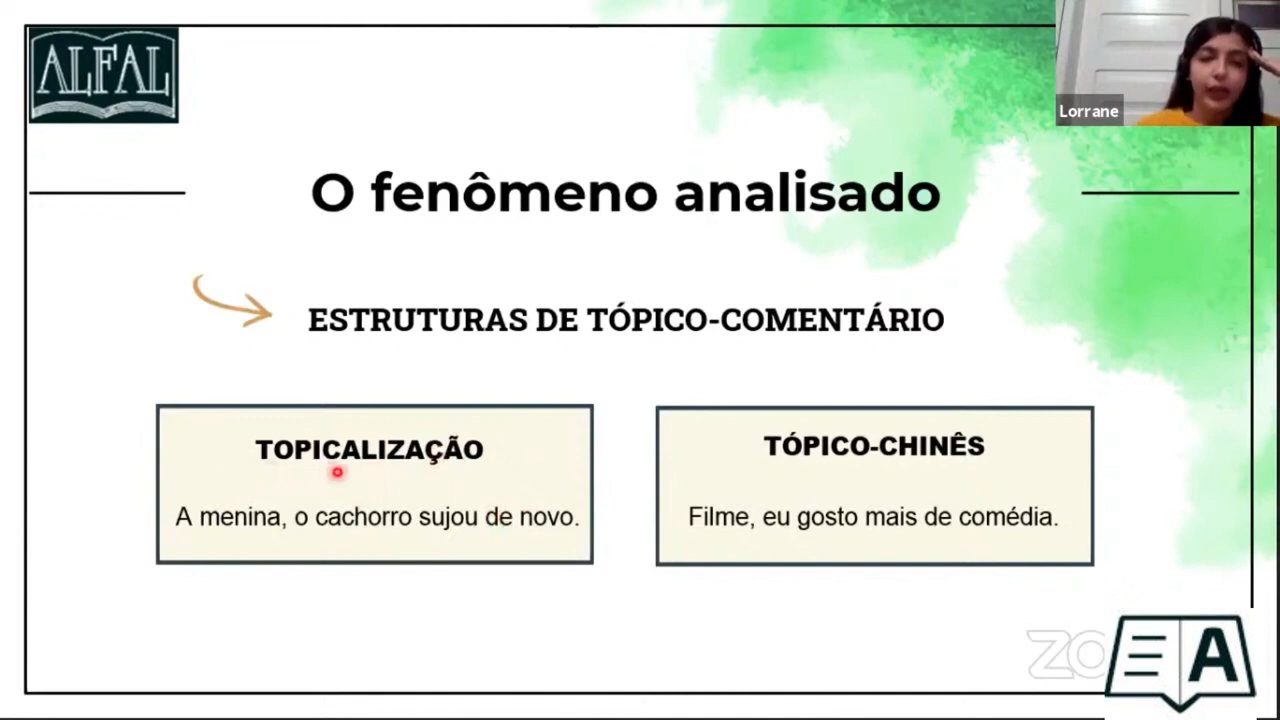 ALFAL
Lorrane
O fenômeno analisado
ESTRUTURAS DE TÓPICO-COMENTÁRIO
TOPICALIZAÇÃO
A menina, o cachorro sujou de novo.
TÓPICO-CHINÊS
Filme, eu gosto mais de comédia.
ZO
A